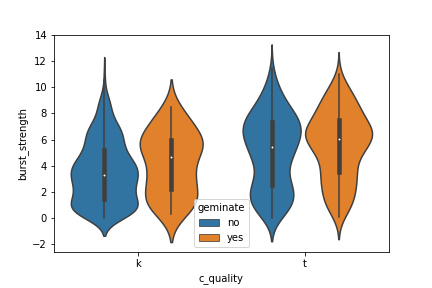 14
12
10
8
6
4
2
0
−2
burst_strength
geminate
no
yes
k
t
c_quality